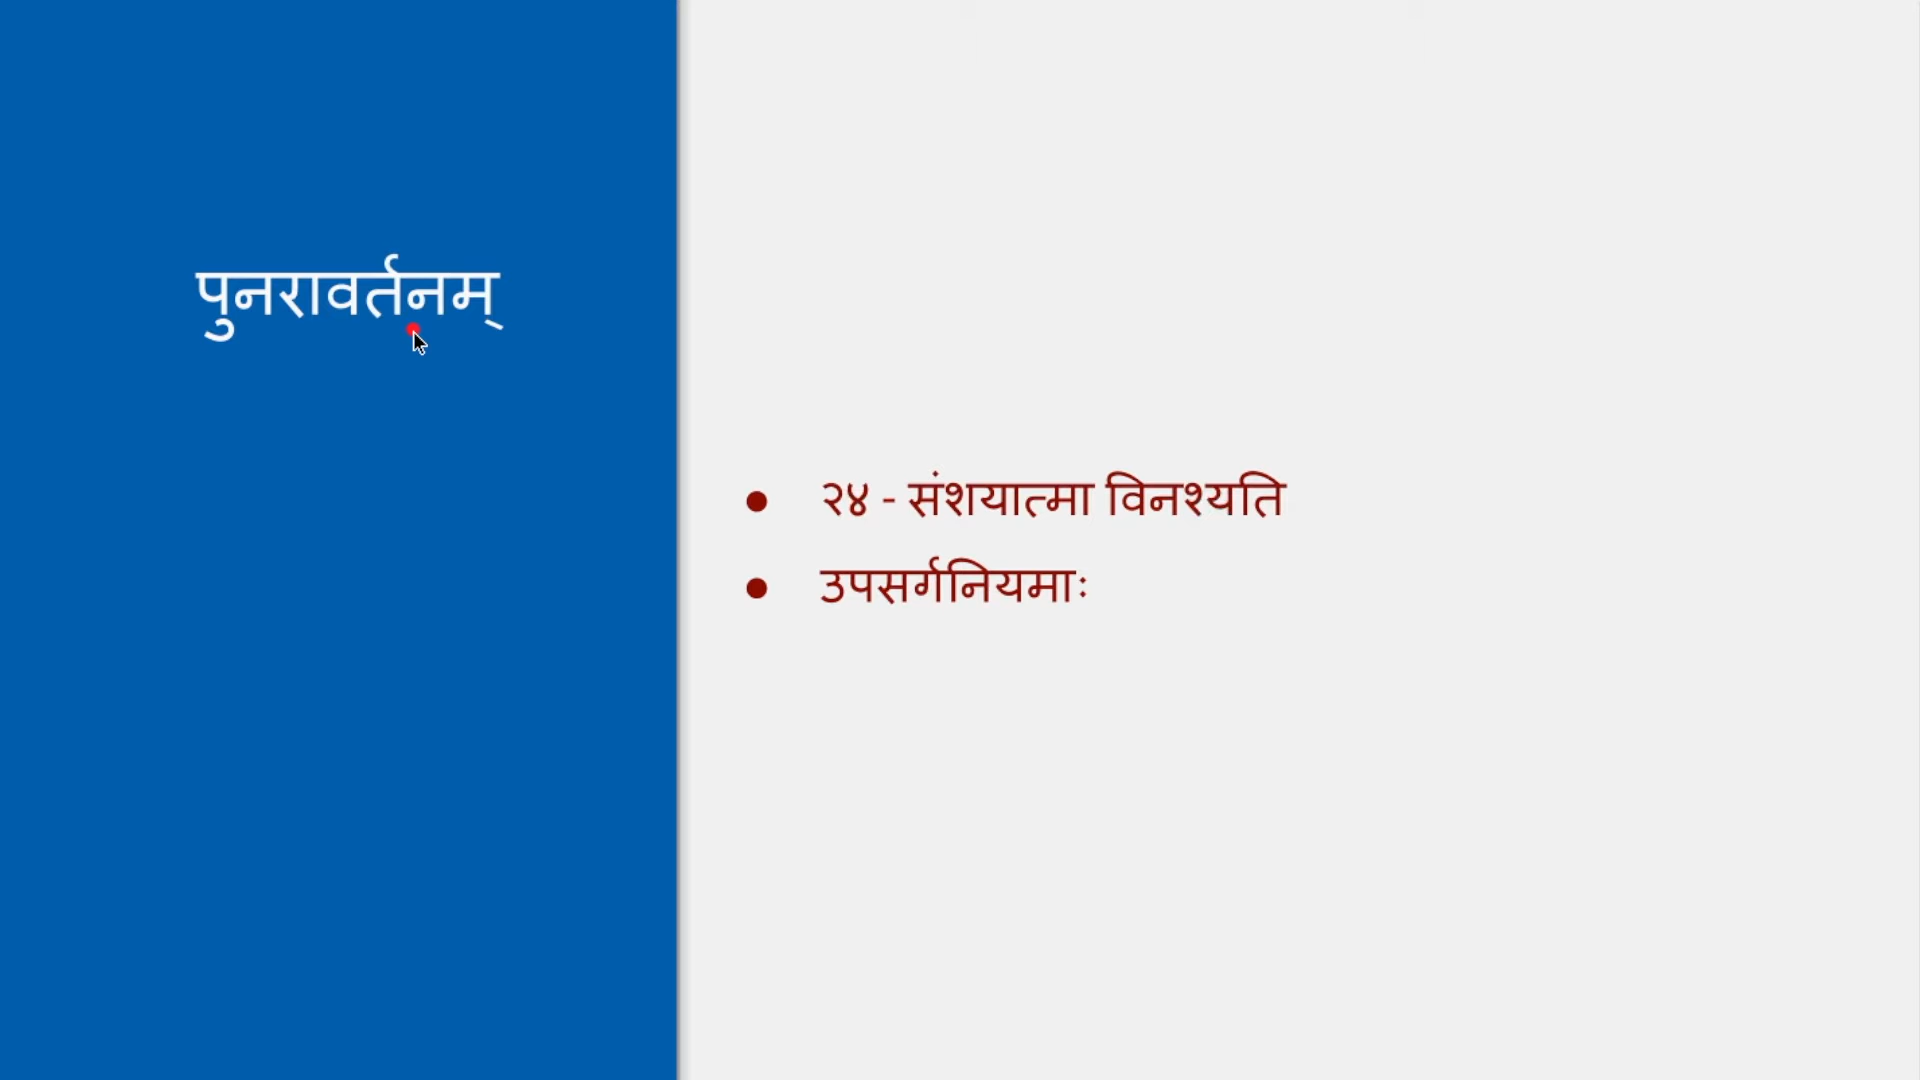 पुनरावर्तनम्
● २४ - संशयात्मा विनश्यति
● उपसर्गनियमाः